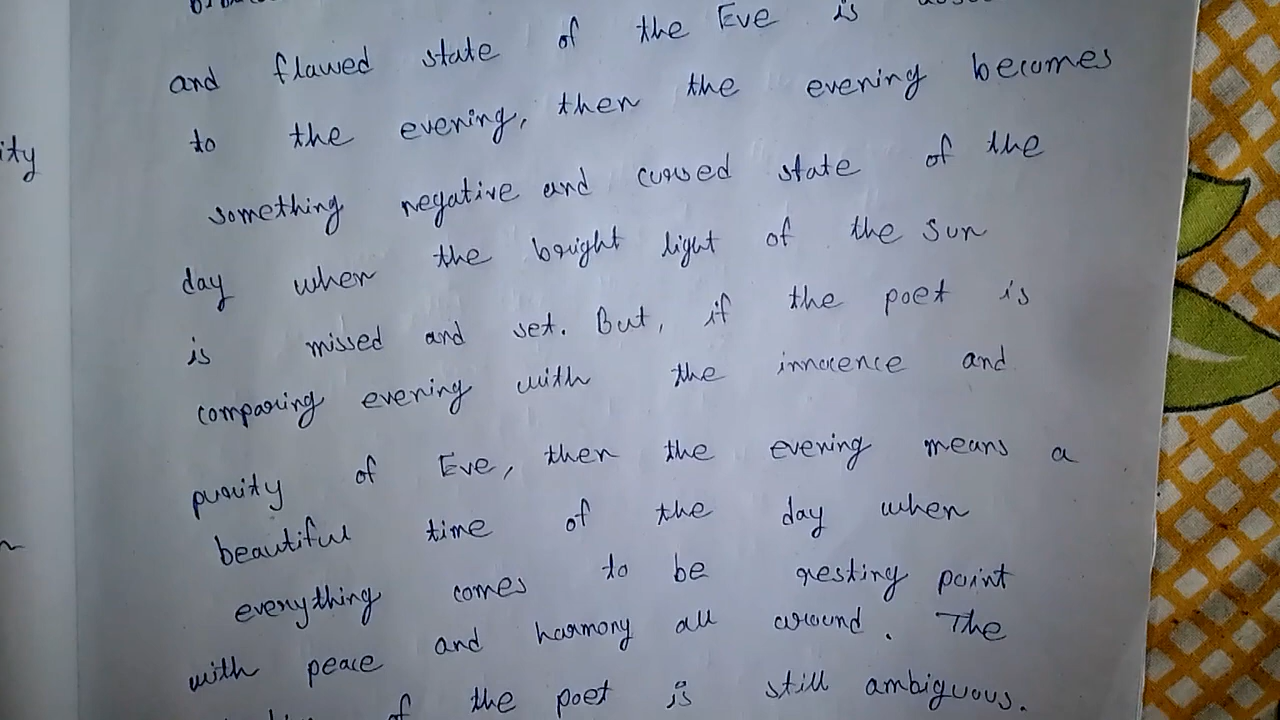 and flawed state of the Eve is
to the evening, then the evening becomes
something negative and cursed state of the
day when the bright light of the sun
is missed and set. But, if the poet is
comparing evening with the innocence and
purity of Eve, then the evening means a
beautiful time of the day when
everything comes to be resting point
with peace and harmony all around. The
of the poet is still ambiguous.